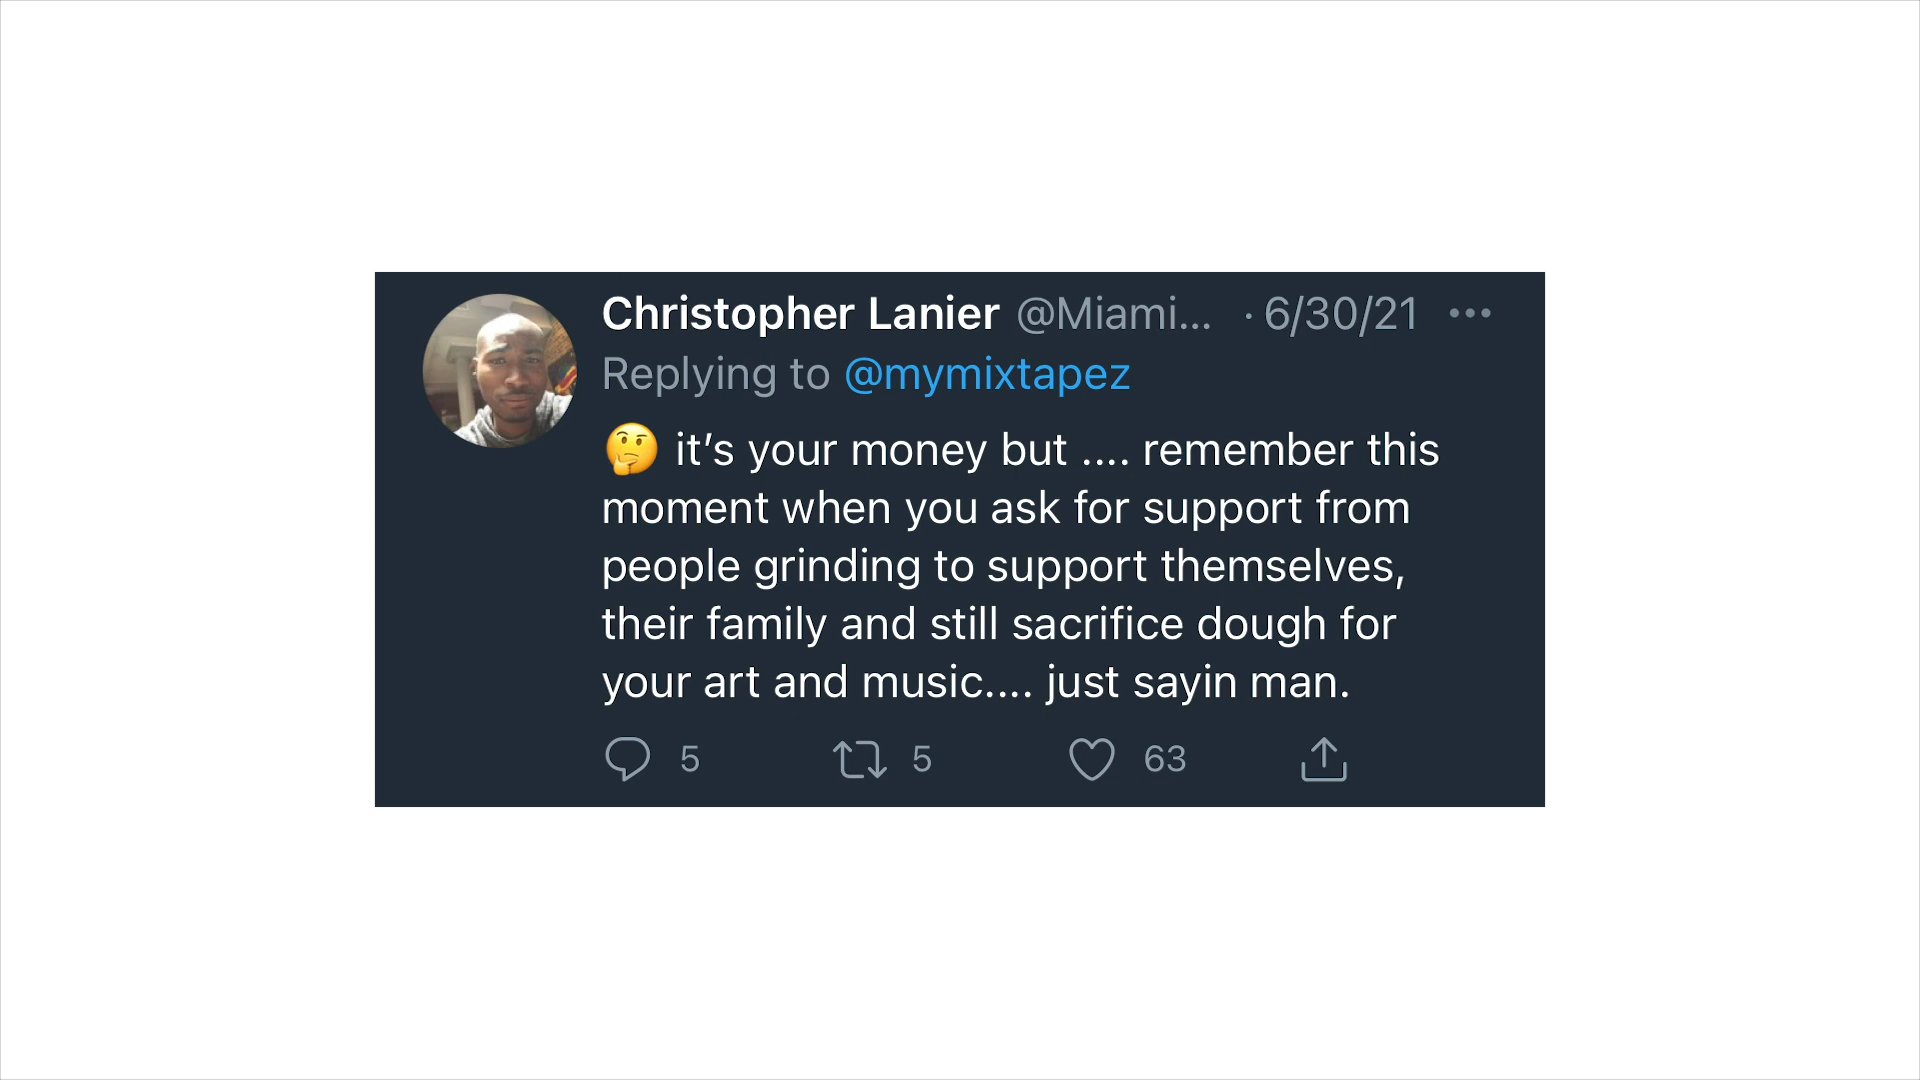 Christopher Lanier @Miami... · 6/30/21
Replying to @mymixtapez
🤔 it’s your money but .... remember this
moment when you ask for support from
people grinding to support themselves,
their family and still sacrifice dough for
your art and music.... just sayin man.
5 5 63